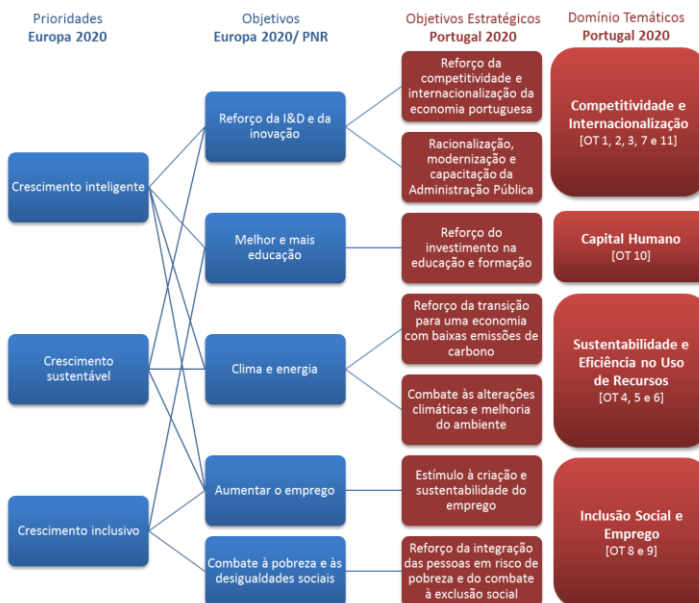 Prioridades
Europa 2020
Objetivos
Europa 2020/ PNR
Objetivos Estratégicos
Portugal 2020
Domínio Temáticos
Portugal 2020
Crescimento inteligente
Crescimento
sustentável
Crescimento inclusivo
Reforço da I&D e da
inovação
Melhor e mais
educação
Clima e energia
Aumentar o emprego
Combate à pobreza e às
desigualdades sociais
Reforço da
competitividade e
internacionalização da
economia portuguesa
Racionalização,
modernização e
capacitação da
Administração Pública
Reforço do
investimento na
educação e formação
Reforço da transição
para uma economia
com baixas emissões de
carbono
Combate às alterações
climáticas e melhoria
do ambiente
Estímulo à criação e
sustentabilidade do
emprego
Reforço da integração
das pessoas em risco de
pobreza e do combate
à exclusão social
Competitividade e
Internacionalização
[OT 1, 2, 3, 7 e 11]
Capital Humano
[OT 10]
Sustentabilidade e
Eficiência no Uso
de Recursos
[OT 4, 5 e 6]
Inclusão Social e
Emprego
[OT 8 e 9]